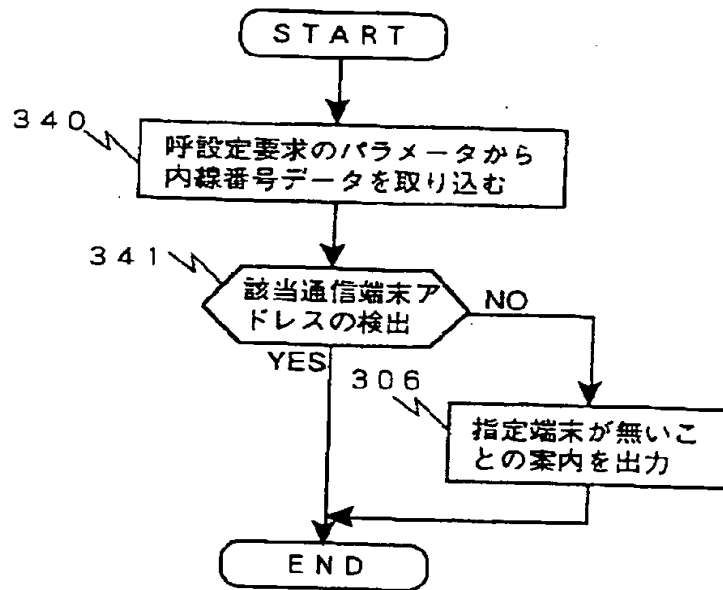 START
340
呼設定要求のパラメータから
内線番号データを取り込む
341
該当通信端末ア
ドレスの検出
NO
YES
306
指定端末が無いこ
との案内を出力
END